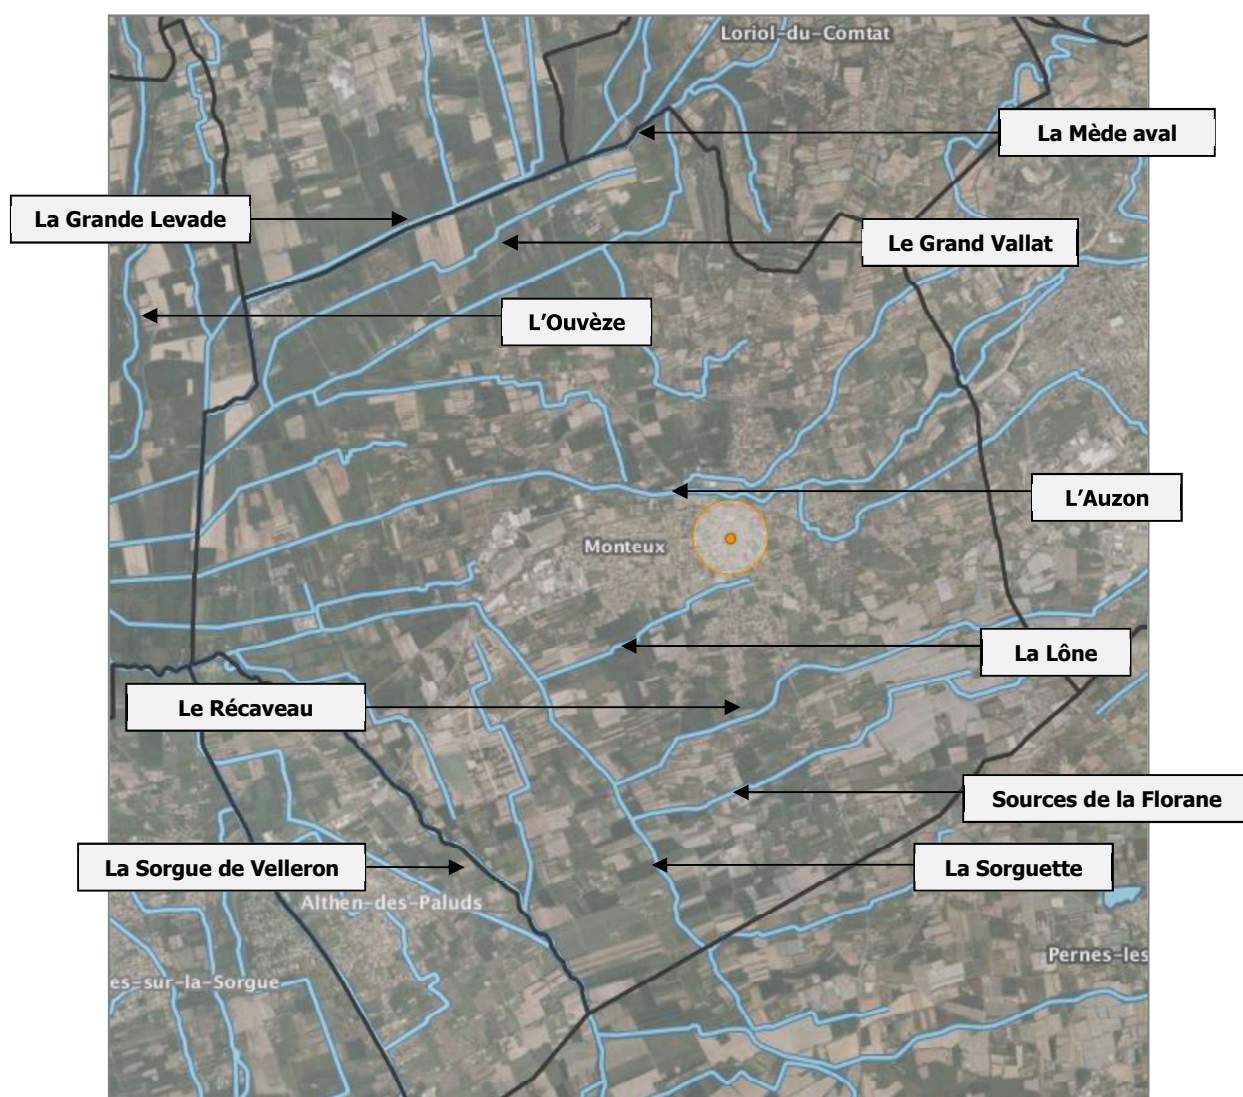 Loriol-du-Comtat
La Mède aval
La Grande Levade
Le Grand Vallat
L'Ouvèze
L'Auzon
Monteux
La Lône
Le Récaveau
Sources de la Florane
La Sorgue de Velleron
La Sorguette
Althen-des-Paluds
Pernes-les
es-sur-la-Sorgue